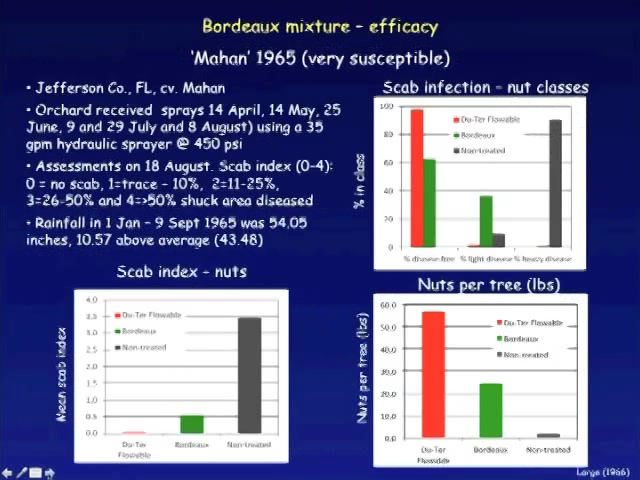 Bordeaux mixture – efficacy
'Mahan' 1965 (very susceptible)
• Jefferson Co., FL, cv. Mahan
• Orchard received sprays 14 April, 14 May, 25
June, 9 and 29 July and 8 August) using a 35
gpm hydraulic sprayer @ 450 psi
• Assessments on 18 August. Scab index (0-4):
0 = no scab, 1=trace – 10%, 2=11-25%,
3=26-50% and 4=>50% shuck area diseased
• Rainfall in 1 Jan – 9 Sept 1965 was 54.05
inches, 10.57 above average (43.48)
Scab infection – nut classes
% in class
100
80
60
40
20
0
Du-Ter Flowable
Bordeaux
Non-treated
% disease-free
% light disease
% heavy disease
Scab index – nuts
Mean scab index
4.0
3.5
3.0
2.5
2.0
1.5
1.0
0.5
0.0
Du-Ter Flowable
Bordeaux
Non-treated
Du-Ter
Flowable
Bordeaux
Non-treated
Nuts per tree (lbs)
Nuts per tree (lbs)
60.0
50.0
40.0
30.0
20.0
10.0
0.0
Du-Ter Flowable
Bordeaux
Non-treated
Du-Ter
Flowable
Bordeaux
Non-treated
Large (1966)